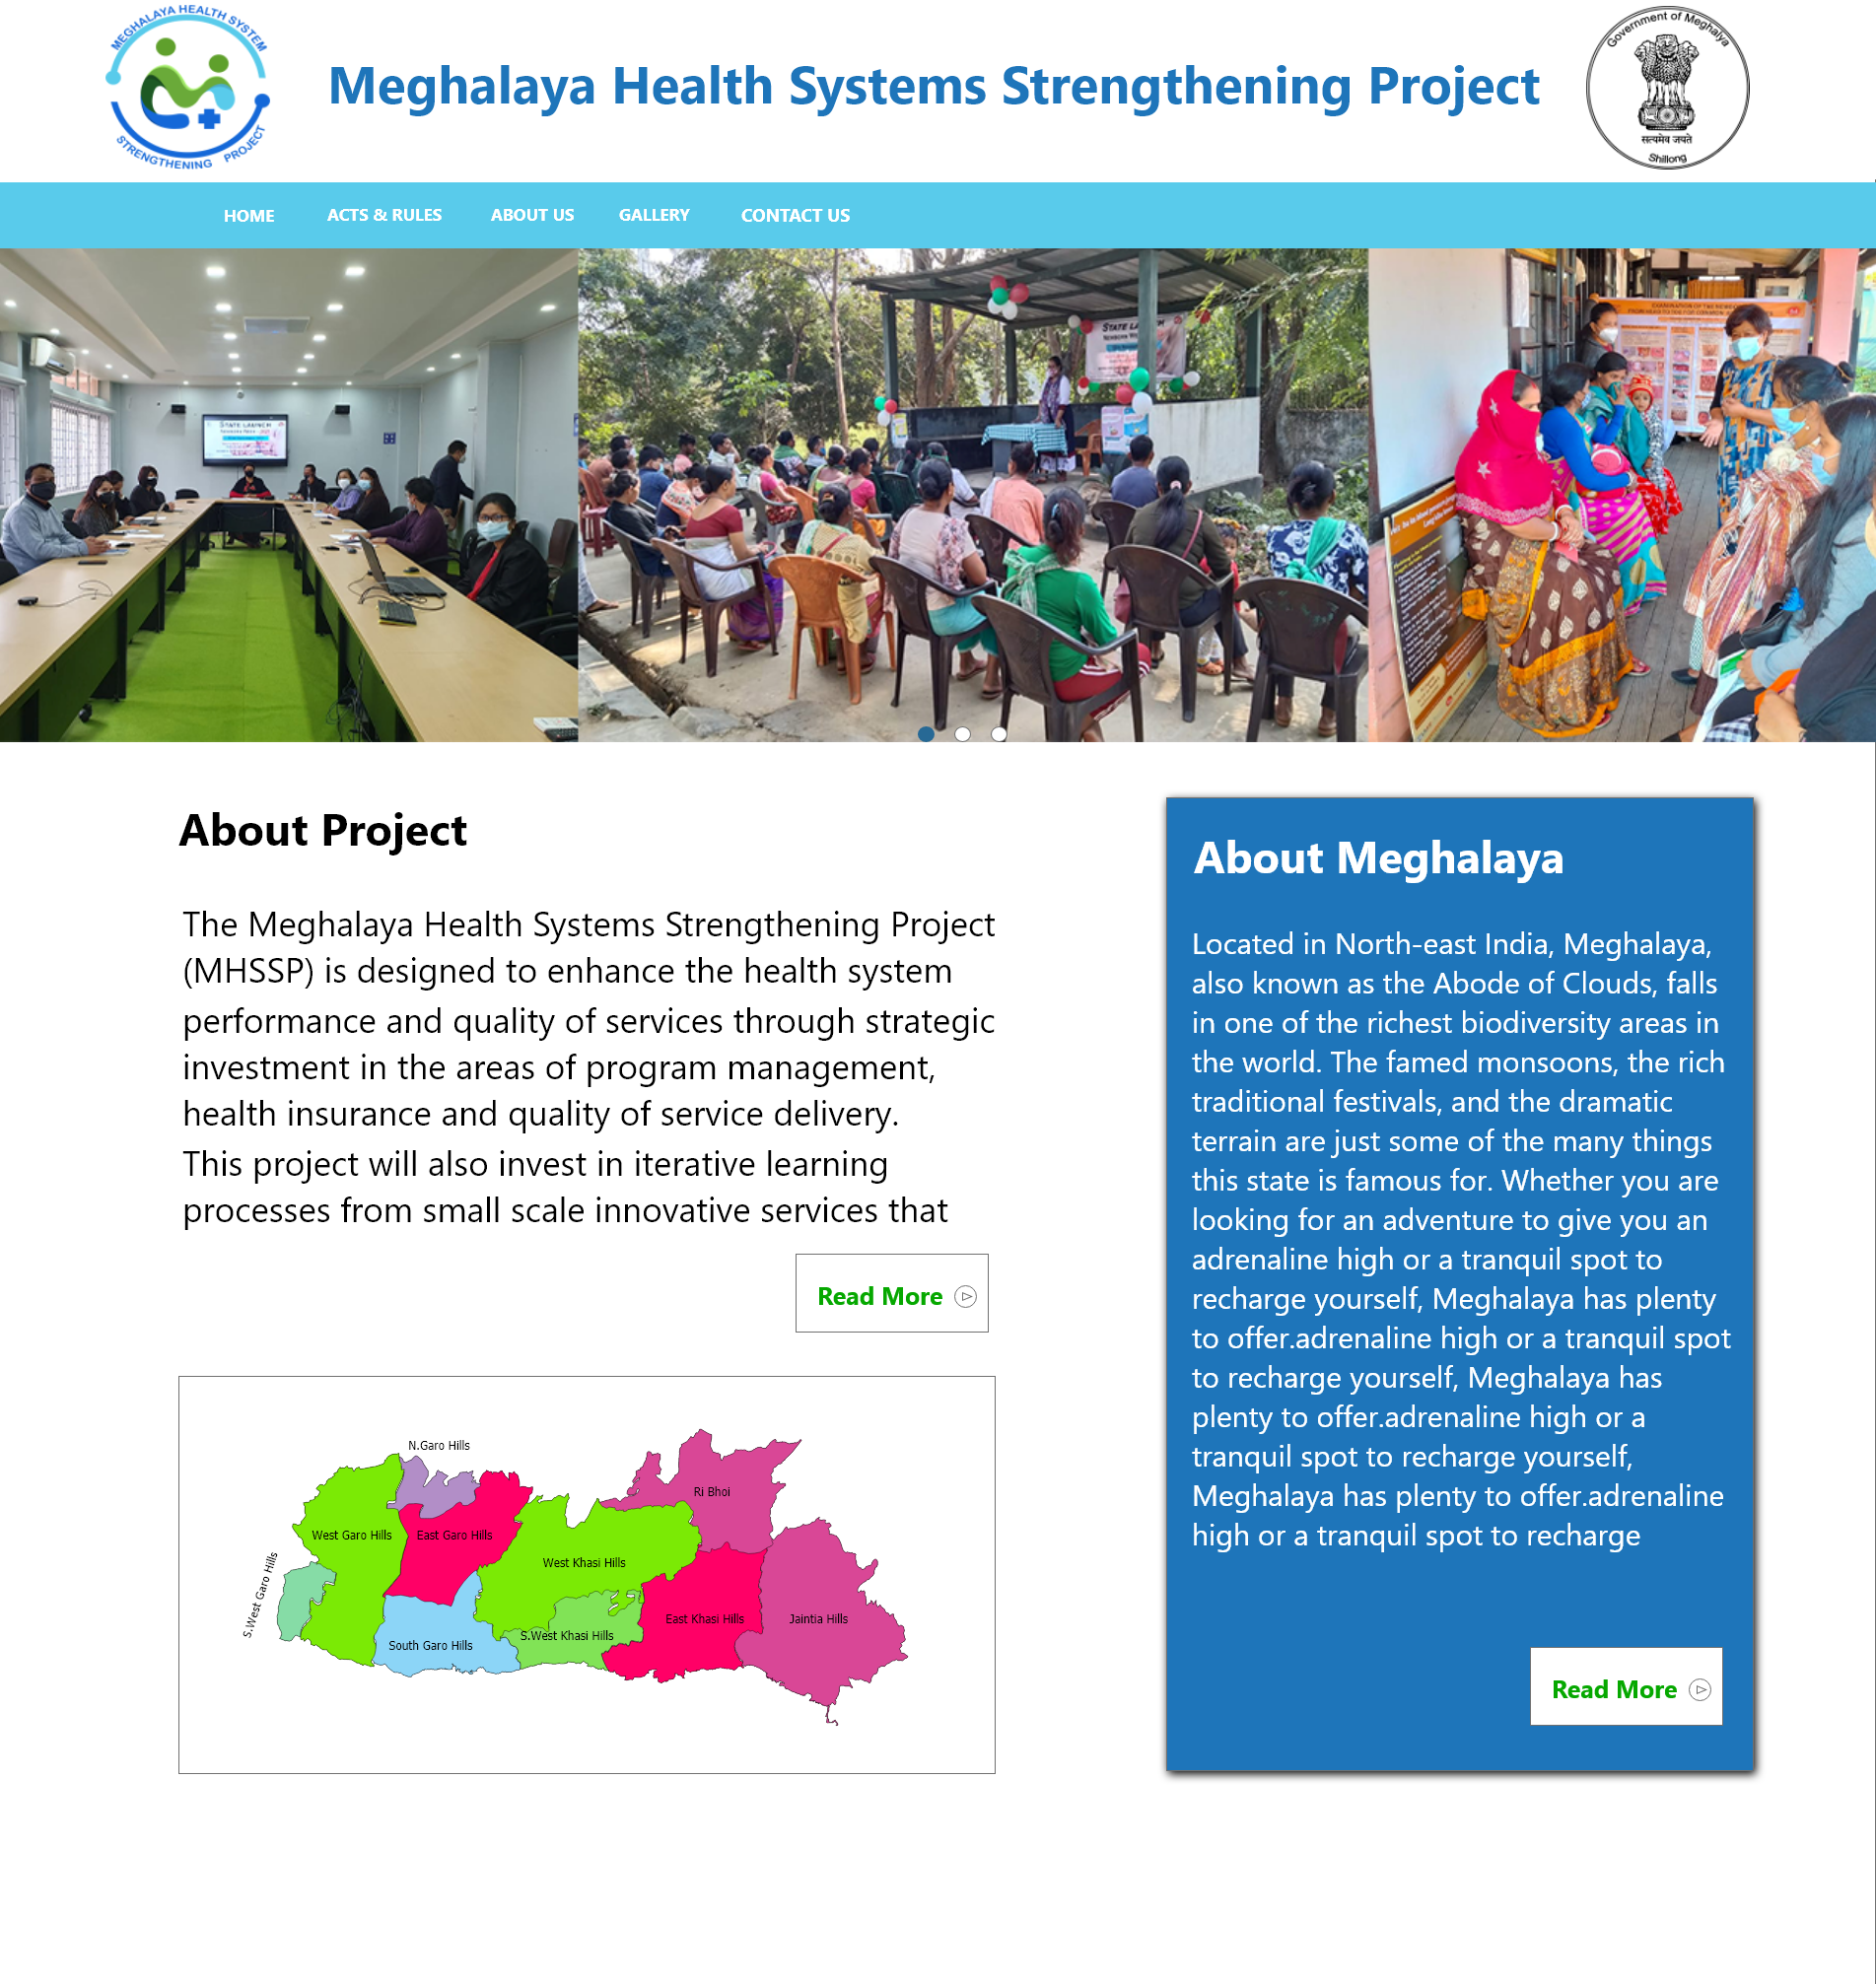 MEGHALAYA HEALTH SYSTEM
STRENGTHENING PROJECT
Meghalaya Health Systems Strengthening Project
Government of Meghalya
सत्यमेव जयते
Shillong
HOME ACTS & RULES ABOUT US GALLERY CONTACT US
STATE LAUNCH
STATE LAUNCH
About Project
The Meghalaya Health Systems Strengthening Project
(MHSSP) is designed to enhance the health system
performance and quality of services through strategic
investment in the areas of program management,
health insurance and quality of service delivery.
This project will also invest in iterative learning
processes from small scale innovative services that
Read More
N.Garo Hills
Ri Bhoi
West Garo Hills
East Garo Hills
West Khasi Hills
S.West Garo Hills
East Khasi Hills
Jaintia Hills
S.West Khasi Hills
South Garo Hills
About Meghalaya
Located in North-east India, Meghalaya,
also known as the Abode of Clouds, falls
in one of the richest biodiversity areas in
the world. The famed monsoons, the rich
traditional festivals, and the dramatic
terrain are just some of the many things
this state is famous for. Whether you are
looking for an adventure to give you an
adrenaline high or a tranquil spot to
recharge yourself, Meghalaya has plenty
to offer.adrenaline high or a tranquil spot
to recharge yourself, Meghalaya has
plenty to offer.adrenaline high or a
tranquil spot to recharge yourself,
Meghalaya has plenty to offer.adrenaline
high or a tranquil spot to recharge
Read More